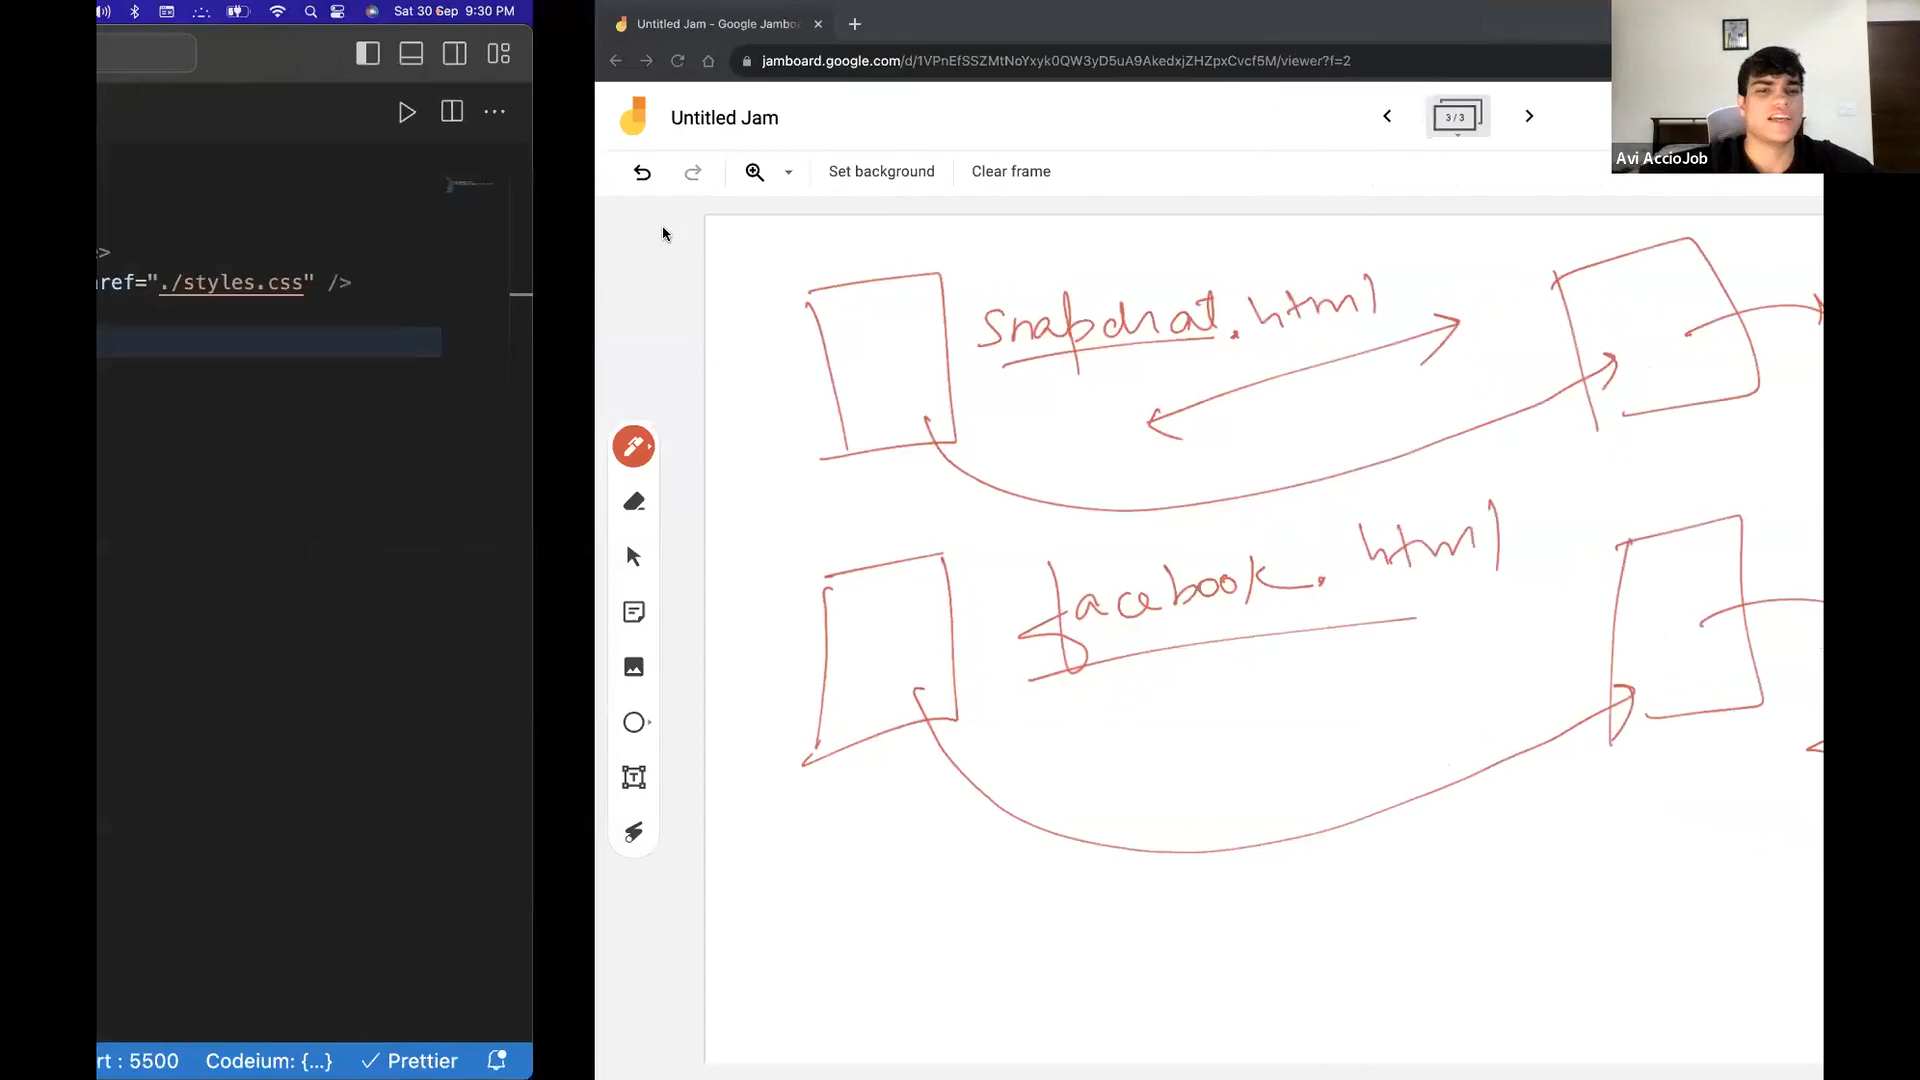 Sat 30 Sep 9:30 PM
>
ref="./styles.css" />
rt : 5500 Codeium: {...} ✓ Prettier
Untitled Jam - Google Jambo
jamboard.google.com/d/1VPnEfSSZMtNoYxyk0QW3yD5uA9AkedxjZHZpxCvcf5M/viewer?f=2
Untitled Jam
3 / 3
Set background
Clear frame
Avi AccioJob
snapchat.html
facebook.html